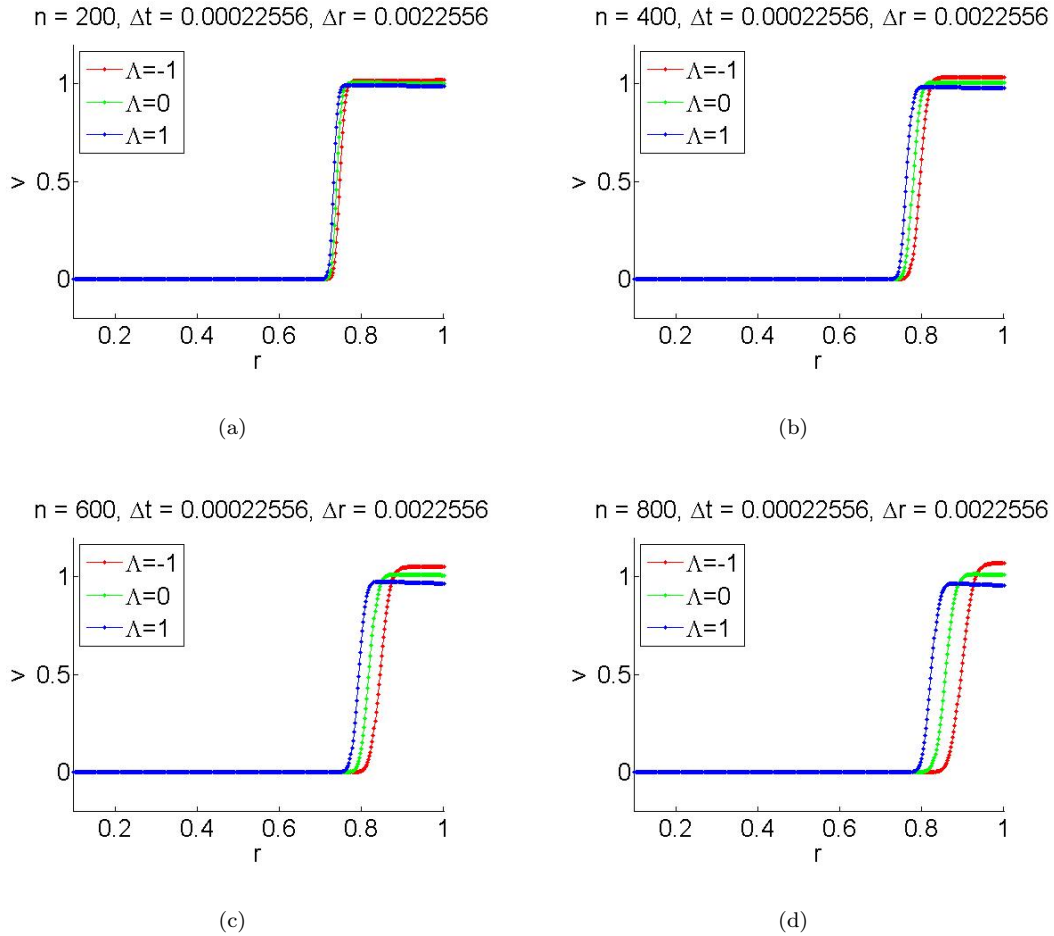 n = 200, Δt = 0.00022556, Δr = 0.0022556
Λ=-1
Λ=0
Λ=1
1
0.5
0
v
0.2 0.4 0.6 0.8 1
r
(a)
n = 400, Δt = 0.00022556, Δr = 0.0022556
Λ=-1
Λ=0
Λ=1
1
0.5
0
v
0.2 0.4 0.6 0.8 1
r
(b)
n = 600, Δt = 0.00022556, Δr = 0.0022556
Λ=-1
Λ=0
Λ=1
1
0.5
0
v
0.2 0.4 0.6 0.8 1
r
(c)
n = 800, Δt = 0.00022556, Δr = 0.0022556
Λ=-1
Λ=0
Λ=1
1
0.5
0
v
0.2 0.4 0.6 0.8 1
r
(d)